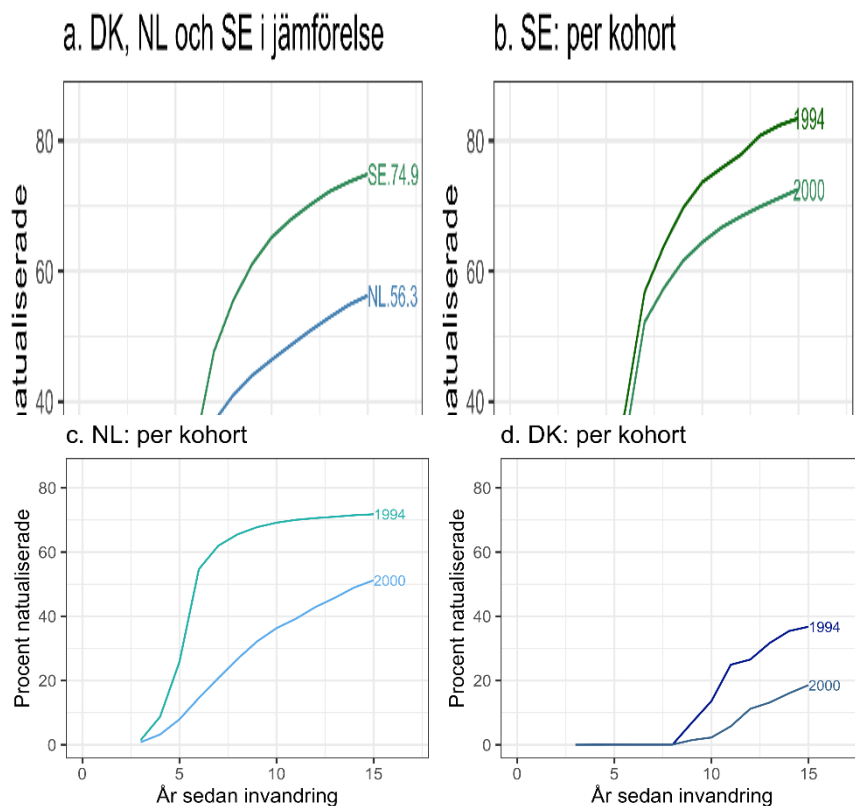 a. DK, NL och SE i jämförelse
natualiserade
80
60
40
SE.74.9
NL.56.3
b. SE: per kohort
natualiserade
80
60
40
1994
2000
c. NL: per kohort
Procent natualiserade
80
60
40
20
0
1994
2000
0 5 10 15
År sedan invandring
d. DK: per kohort
Procent natualiserade
80
60
40
20
0
1994
2000
0 5 10 15
År sedan invandring